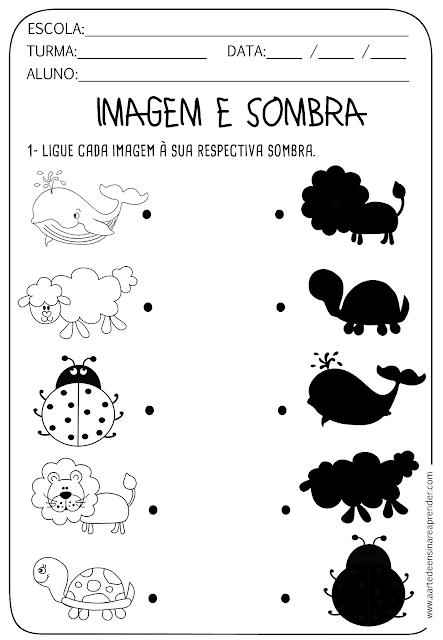 ESCOLA:
TURMA: DATA: / /
ALUNO:
IMAGEM E SOMBRA
1- LIGUE CADA IMAGEM À SUA RESPECTIVA SOMBRA.
www.aartedeensinareaprender.com